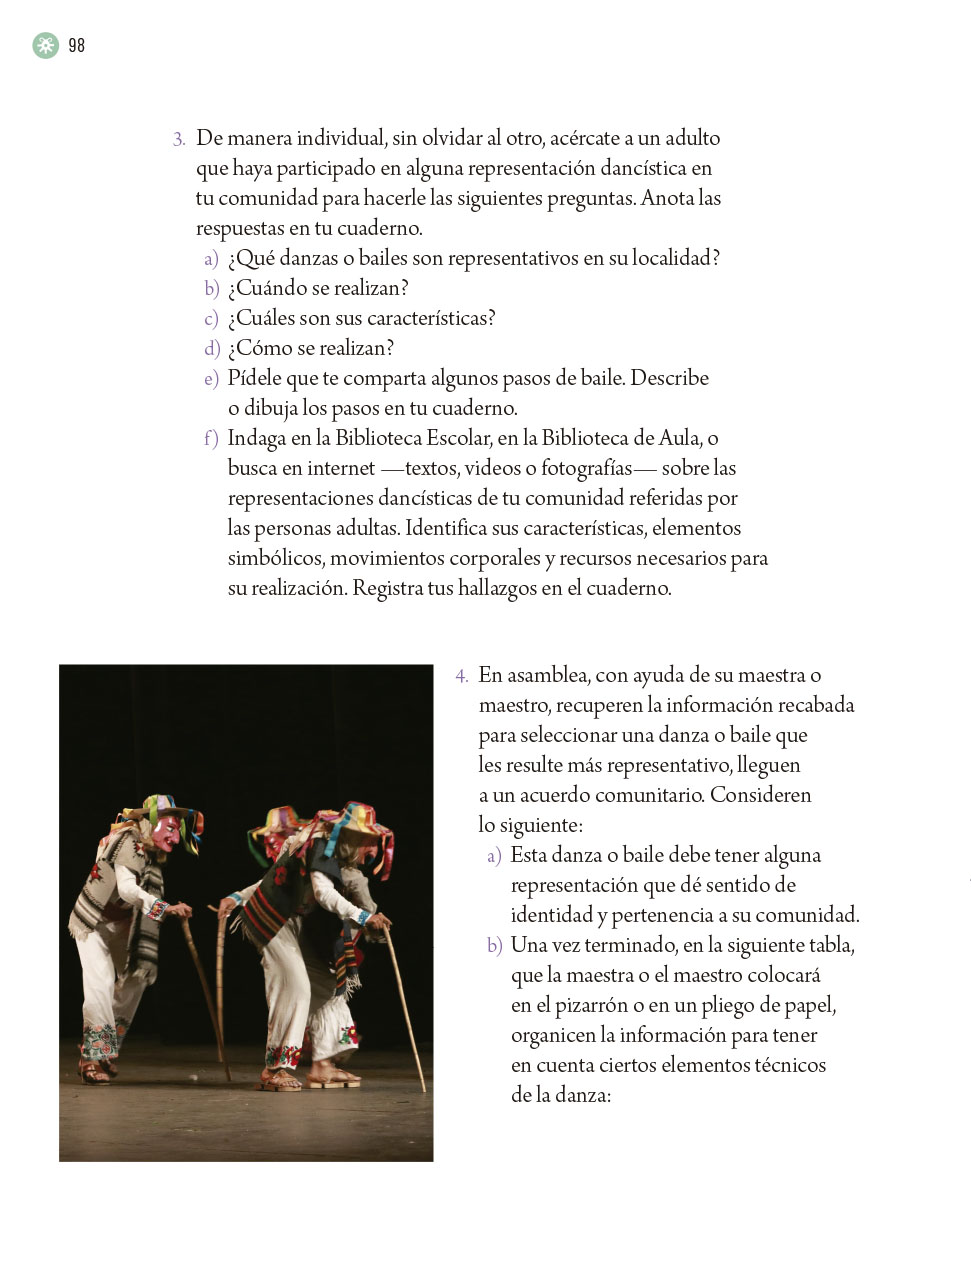 98
3. De manera individual, sin olvidar al otro, acércate a un adulto
que haya participado en alguna representación dancística en
tu comunidad para hacerle las siguientes preguntas. Anota las
respuestas en tu cuaderno.
a) ¿Qué danzas o bailes son representativos en su localidad?
b) ¿Cuándo se realizan?
c) ¿Cuáles son sus características?
d) ¿Cómo se realizan?
e) Pídele que te comparta algunos pasos de baile. Describe
o dibuja los pasos en tu cuaderno.
f) Indaga en la Biblioteca Escolar, en la Biblioteca de Aula, o
busca en internet —textos, videos o fotografías— sobre las
representaciones dancísticas de tu comunidad referidas por
las personas adultas. Identifica sus características, elementos
simbólicos, movimientos corporales y recursos necesarios para
su realización. Registra tus hallazgos en el cuaderno.
4. En asamblea, con ayuda de su maestra o
maestro, recuperen la información recabada
para seleccionar una danza o baile que
les resulte más representativo, lleguen
a un acuerdo comunitario. Consideren
lo siguiente:
a) Esta danza o baile debe tener alguna
representación que dé sentido de
identidad y pertenencia a su comunidad.
b) Una vez terminado, en la siguiente tabla,
que la maestra o el maestro colocará
en el pizarrón o en un pliego de papel,
organicen la información para tener
en cuenta ciertos elementos técnicos
de la danza: